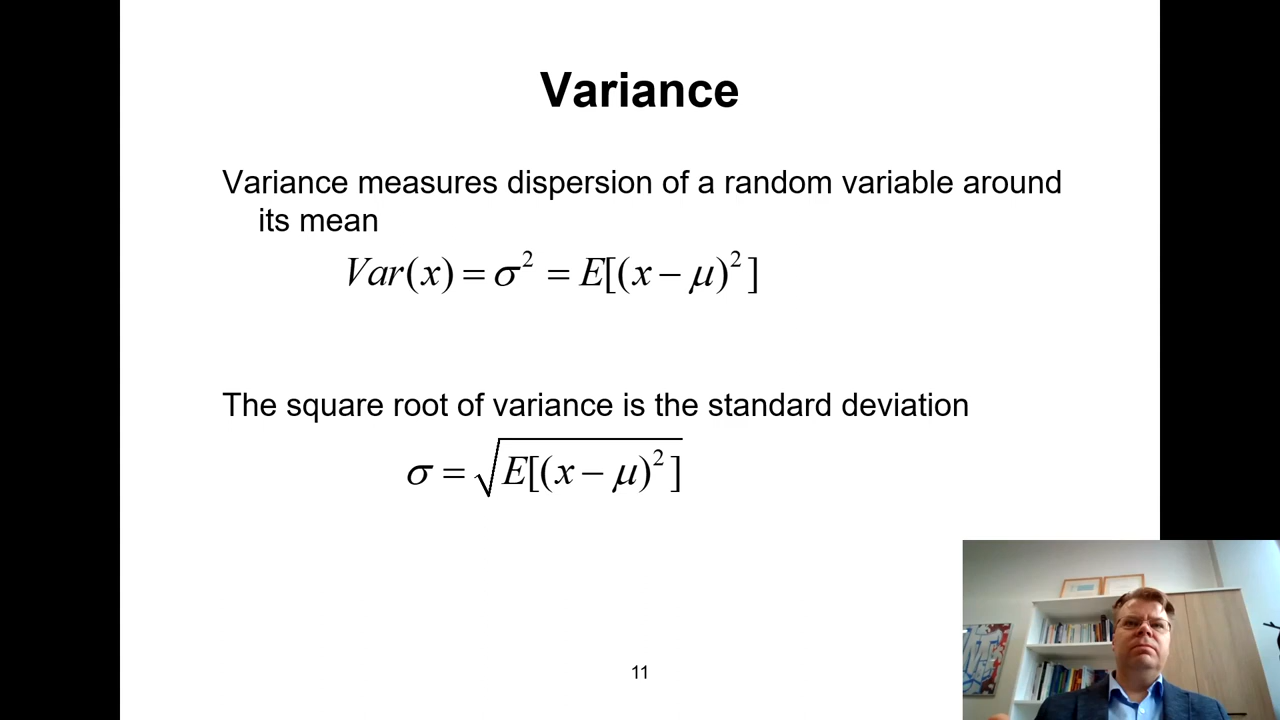 Variance
Variance measures dispersion of a random variable around
its mean
Var(x) = σ² = E[(x − μ)²]
The square root of variance is the standard deviation
σ = √E[(x − μ)²]
11